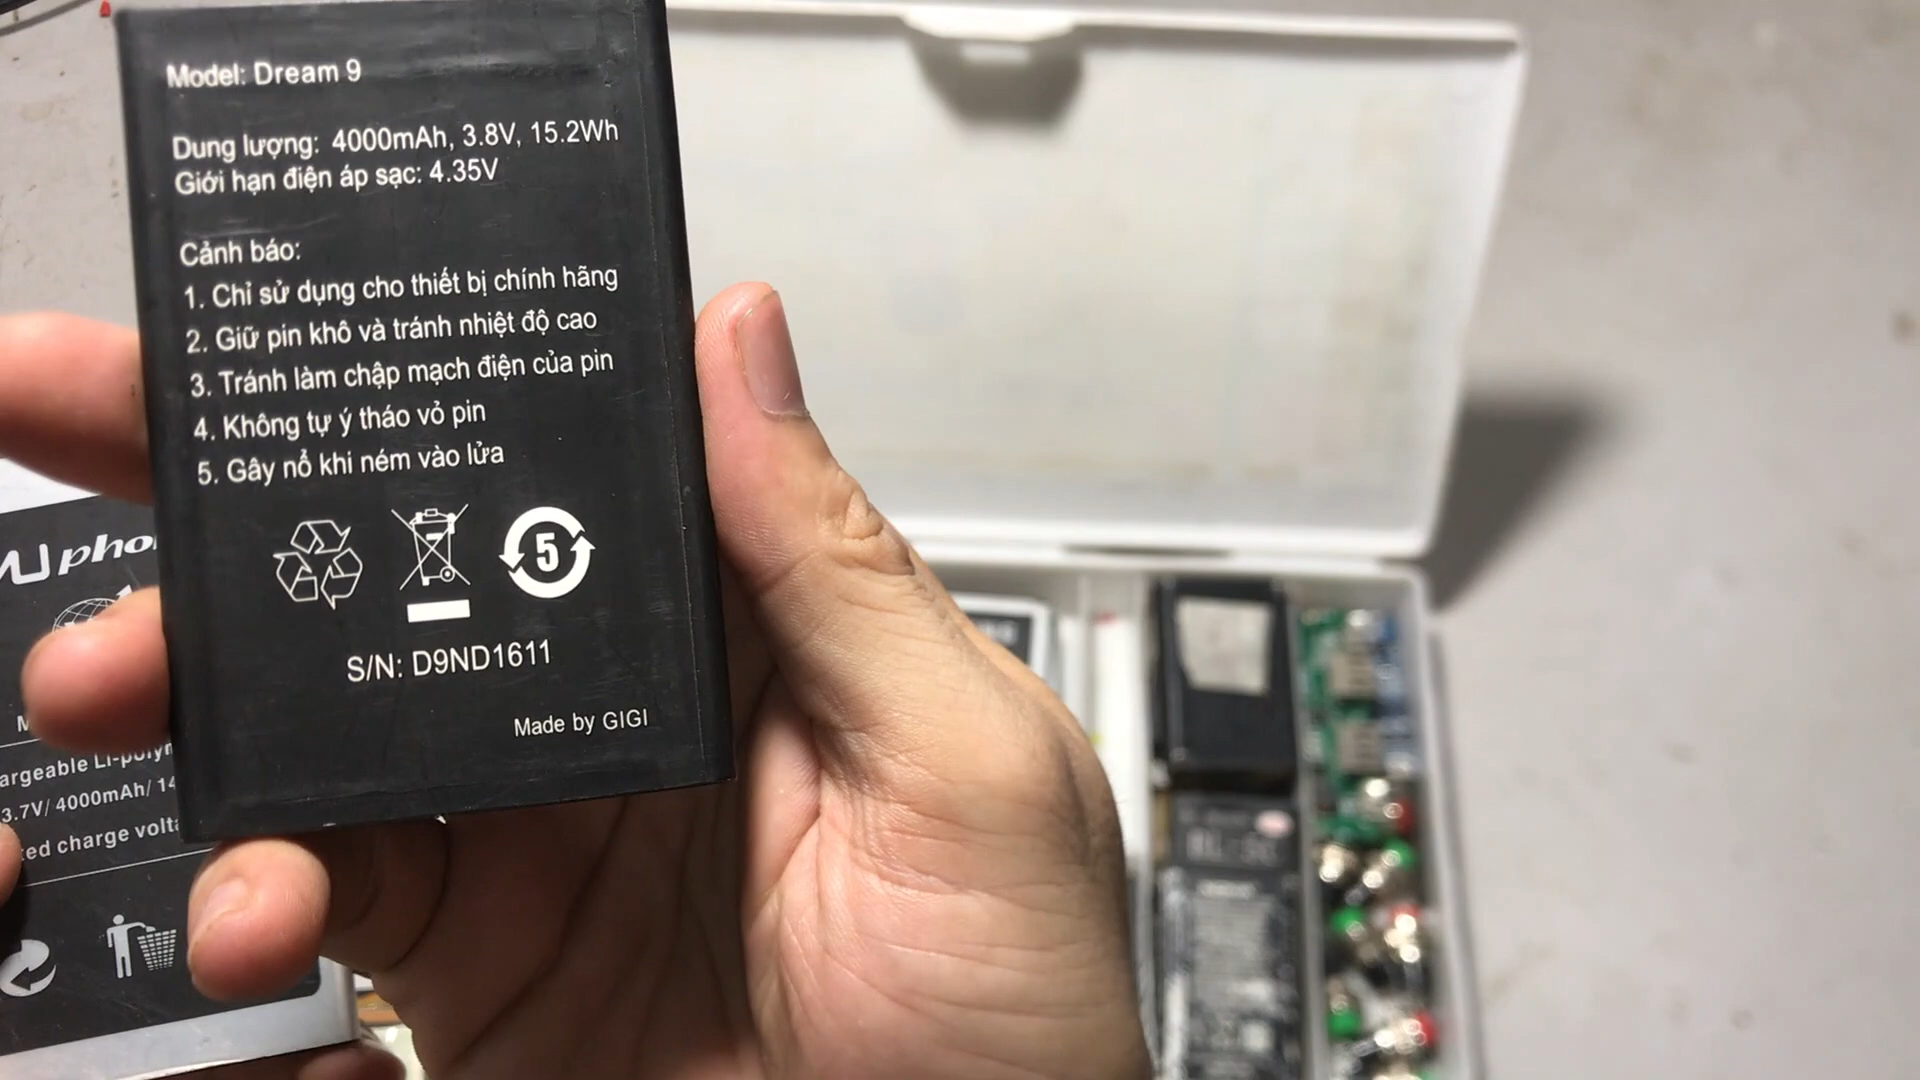 Model: Dream 9
Dung lượng: 4000mAh, 3.8V, 15.2Wh
Giới hạn điện áp sạc: 4.35V
Cảnh báo:
1. Chỉ sử dụng cho thiết bị chính hãng
2. Giữ pin khô và tránh nhiệt độ cao
3. Tránh làm chập mạch điện của pin
4. Không tự ý tháo vỏ pin
5. Gây nổ khi ném vào lửa
5
S/N: D9ND1611
Made by GIGI
3.7V/ 4000mAh/
charge